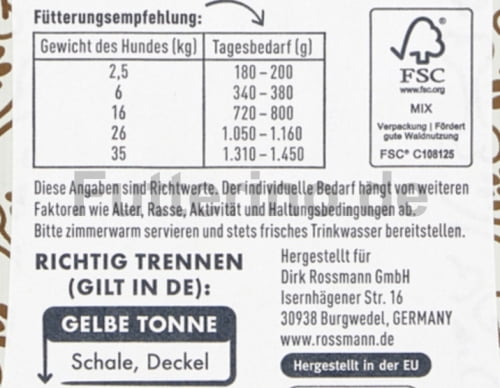 Fütterungsempfehlung:
Gewicht des Hundes (kg) Tagesbedarf (g)
2,5 180 – 200
6 340 – 380
16 720 – 800
26 1.050 – 1.160
35 1.310 – 1.450
FSC
www.fsc.org
MIX
Verpackung | Fördert
gute Waldnutzung
FSC® C108125
Diese Angaben sind Richtwerte. Der individuelle Bedarf hängt von weiteren
Faktoren wie Alter, Rasse, Aktivität und Haltungsbedingungen ab.
Bitte zimmerwarm servieren und stets frisches Trinkwasser bereitstellen.
RICHTIG TRENNEN
(GILT IN DE):
GELBE TONNE
Schale, Deckel
Hergestellt für
Dirk Rossmann GmbH
Isernhägener Str. 16
30938 Burgwedel, GERMANY
www.rossmann.de
Hergestellt in der EU